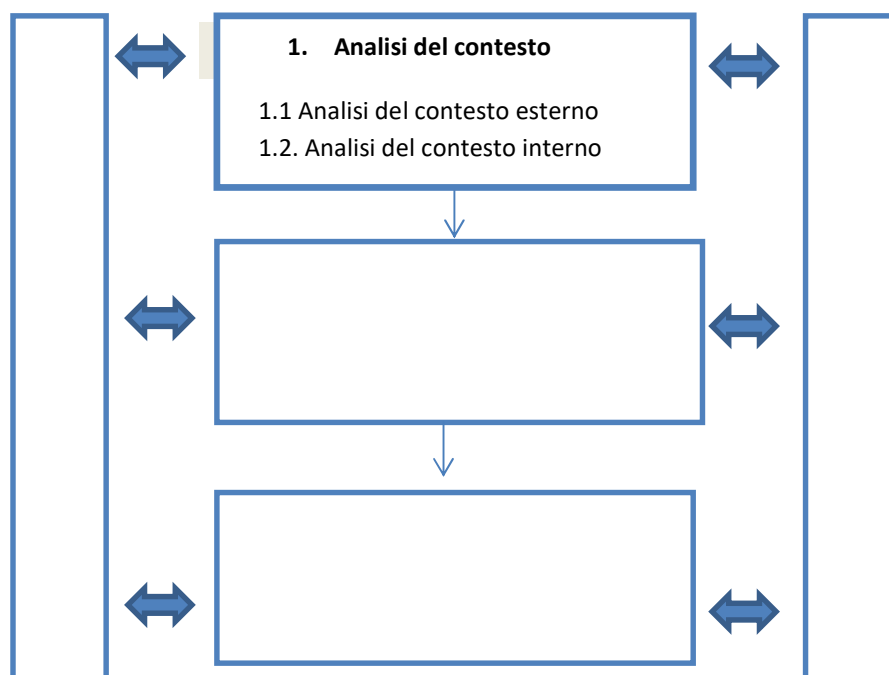 1. Analisi del contesto
1.1 Analisi del contesto esterno
1.2. Analisi del contesto interno